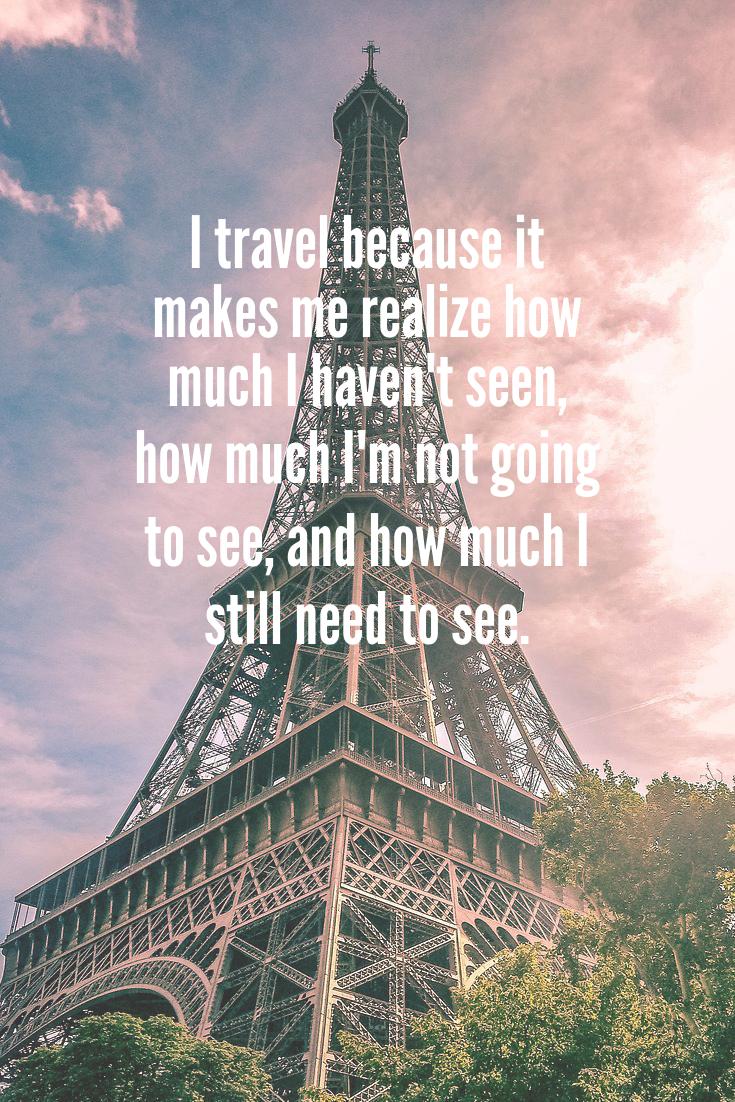 I travel because it
makes me realize how
much I haven't seen,
how much I'm not going
to see, and how much I
still need to see.